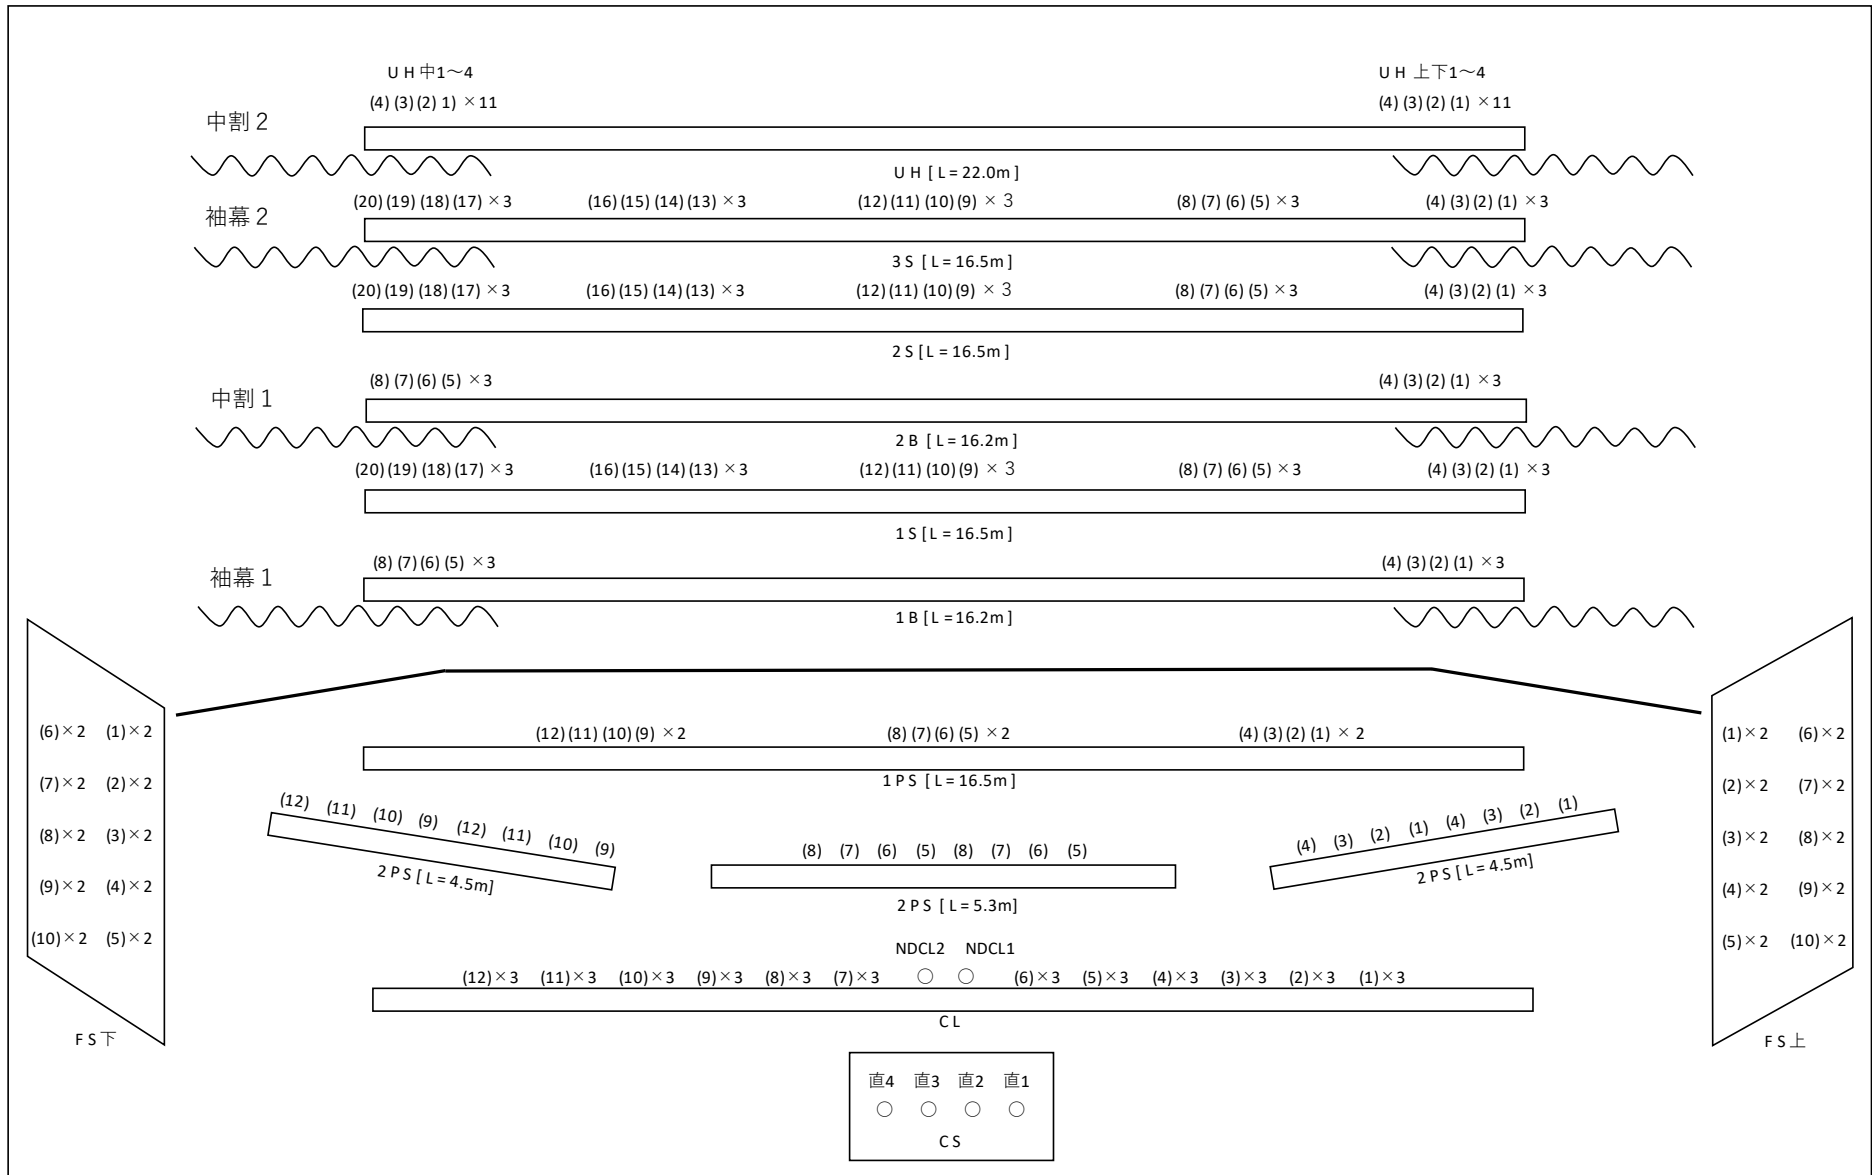 UH中1～4 UH 上下1～4
(4)(3)(2) 1) ×11 (4)(3)(2)(1) ×11
中割２
UH [ L = 22.0m ]
(20)(19)(18)(17) ×3 (16)(15)(14)(13) ×3 (12)(11)(10)(9) ×３ (8)(7)(6)(5) ×3 (4)(3)(2)(1) ×3
袖幕２
3S [ L = 16.5m ]
(20)(19)(18)(17) ×3 (16)(15)(14)(13) ×3 (12)(11)(10)(9) ×３ (8)(7)(6)(5) ×3 (4)(3)(2)(1) ×3
2S [ L = 16.5m ]
(8)(7)(6)(5) ×3 (4)(3)(2)(1) ×3
中割１
2B [ L = 16.2m ]
(20)(19)(18)(17) ×3 (16)(15)(14)(13) ×3 (12)(11)(10)(9) ×３ (8)(7)(6)(5) ×3 (4)(3)(2)(1) ×3
1S [ L = 16.5m ]
(8)(7)(6)(5) ×3 (4)(3)(2)(1) ×3
袖幕１
1B [ L = 16.2m ]
(12)(11)(10)(9) ×2 (8)(7)(6)(5) ×2 (4)(3)(2)(1) ×2
1PS [ L = 16.5m ]
(6)×2 (1)×2
(7)×2 (2)×2
(8)×2 (3)×2
(9)×2 (4)×2
(10)×2 (5)×2
FS下
(12) (11) (10) (9) (12) (11) (10) (9)
2PS [ L = 4.5m]
(8) (7) (6) (5) (8) (7) (6) (5)
2PS [ L = 5.3m]
(4) (3) (2) (1) (4) (3) (2) (1)
2PS [ L = 4.5m]
(1)×2 (6)×2
(2)×2 (7)×2
(3)×2 (8)×2
(4)×2 (9)×2
(5)×2 (10)×2
FS上
NDCL2 NDCL1
(12)×3 (11)×3 (10)×3 (9)×3 (8)×3 (7)×3 ○ ○ (6)×3 (5)×3 (4)×3 (3)×3 (2)×3 (1)×3
CL
直4 直3 直2 直1
○ ○ ○ ○
CS